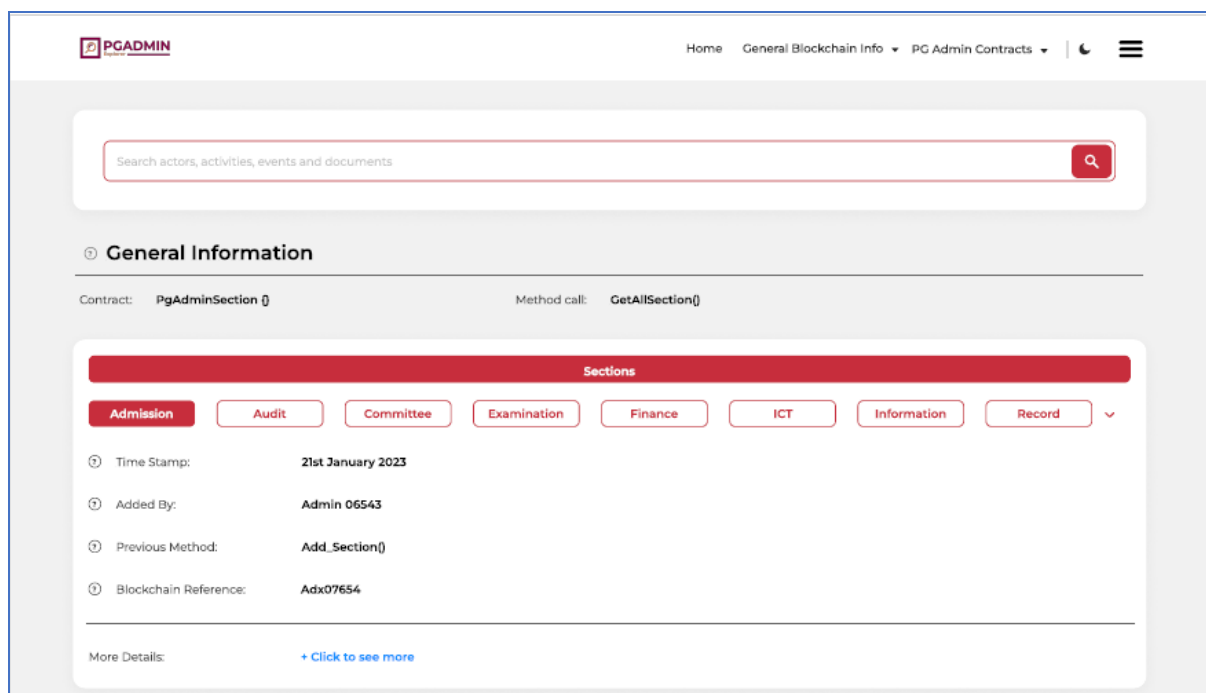 PGADMIN
Explorer
Home General Blockchain Info PG Admin Contracts
Search actors, activities, events and documents
General Information
Contract: PgAdminSection {} Method call: GetAllSection()
Sections
Admission Audit Committee Examination Finance ICT Information Record
? Time Stamp: 21st January 2023
? Added By: Admin 06543
? Previous Method: Add_Section()
? Blockchain Reference: Adx07654
More Details: + Click to see more